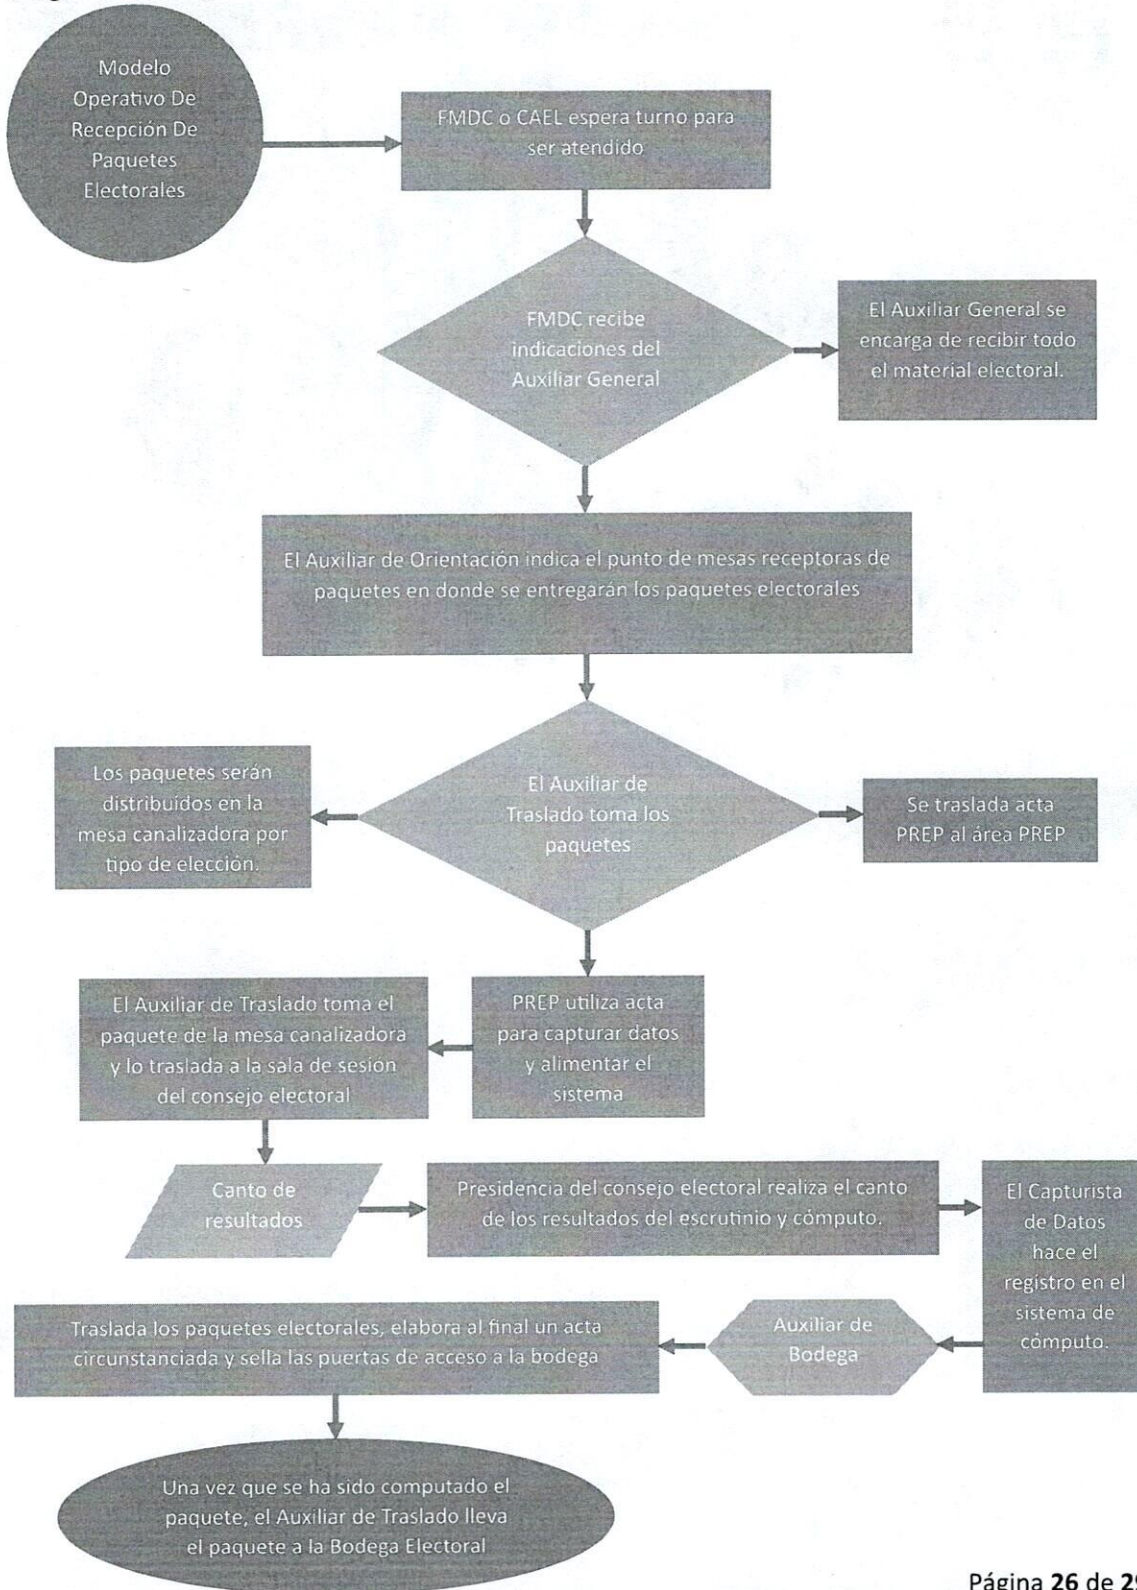 Modelo
Operativo De
Recepción De
Paquetes
Electorales
FMDC o CAEL espera turno para
ser atendido
FMDC recibe
indicaciones del
Auxiliar General
El Auxiliar General se
encarga de recibir todo
el material electoral.
El Auxiliar de Orientación indica el punto de mesas receptoras de
paquetes en donde se entregarán los paquetes electorales
Los paquetes serán
distribuídos en la
mesa canalizadora por
tipo de elección.
El Auxiliar de
Traslado toma los
paquetes
Se traslada acta
PREP al área PREP
El Auxiliar de Traslado toma el
paquete de la mesa canalizadora
y lo traslada a la sala de sesión
del consejo electoral
PREP utiliza acta
para capturar datos
y alimentar el
sistema
Canto de
resultados
Presidencia del consejo electoral realiza el canto
de los resultados del escrutinio y cómputo.
El Capturista
de Datos
hace el
registro en el
sistema de
cómputo.
Traslada los paquetes electorales, elabora al final un acta
circunstanciada y sella las puertas de acceso a la bodega
Auxiliar de
Bodega
Una vez que se ha sido computado el
paquete, el Auxiliar de Traslado lleva
el paquete a la Bodega Electoral
Página 26 de 29